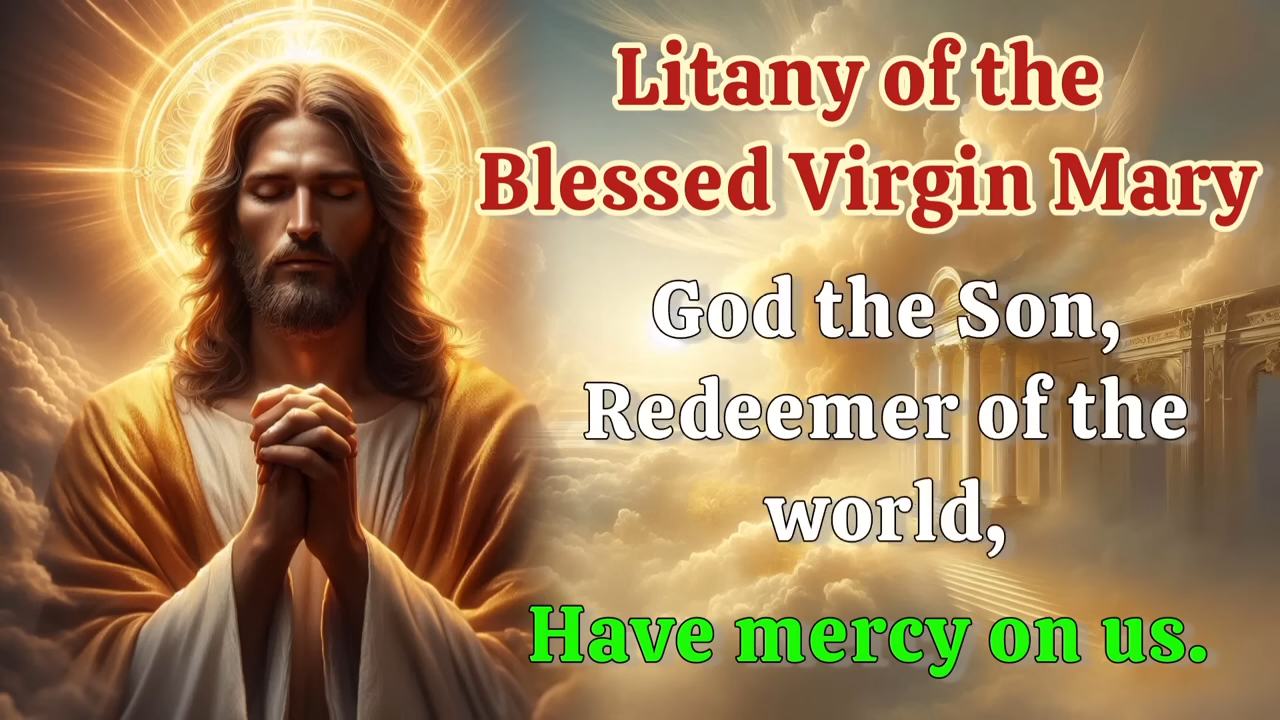 Litany of the
Blessed Virgin Mary
God the Son,
Redeemer of the
world,
Have mercy on us.